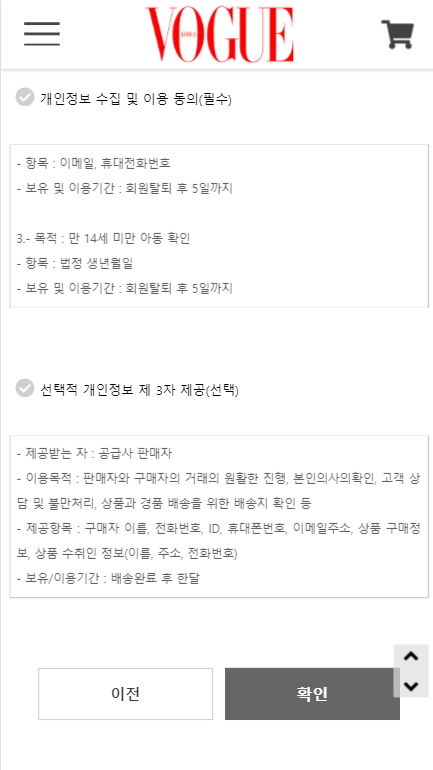 VOGUE
KOREA
개인정보 수집 및 이용 동의(필수)
- 항목 : 이메일, 휴대전화번호
- 보유 및 이용기간 : 회원탈퇴 후 5일까지
3.- 목적 : 만 14세 미만 아동 확인
- 항목 : 법정 생년월일
- 보유 및 이용기간 : 회원탈퇴 후 5일까지
선택적 개인정보 제 3자 제공(선택)
- 제공받는 자 : 공급사 판매자
- 이용목적 : 판매자와 구매자의 거래의 원활한 진행, 본인의사의확인, 고객 상
담 및 불만처리, 상품과 경품 배송을 위한 배송지 확인 등
- 제공항목 : 구매자 이름, 전화번호, ID, 휴대폰번호, 이메일주소, 상품 구매정
보, 상품 수취인 정보(이름, 주소, 전화번호)
- 보유/이용기간 : 배송완료 후 한달
이전
확인